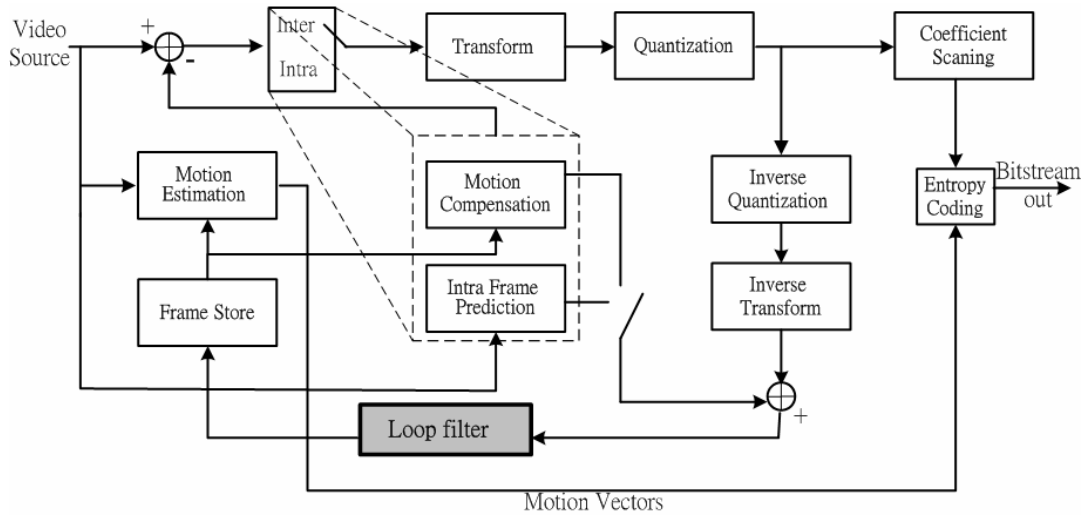 Video
Source
+
-
Inter
Intra
Transform
Quantization
Coefficient
Scaning
Motion
Estimation
Motion
Compensation
Inverse
Quantization
Entropy
Coding
Bitstream
out
Frame Store
Intra Frame
Prediction
Inverse
Transform
+
Loop filter
Motion Vectors